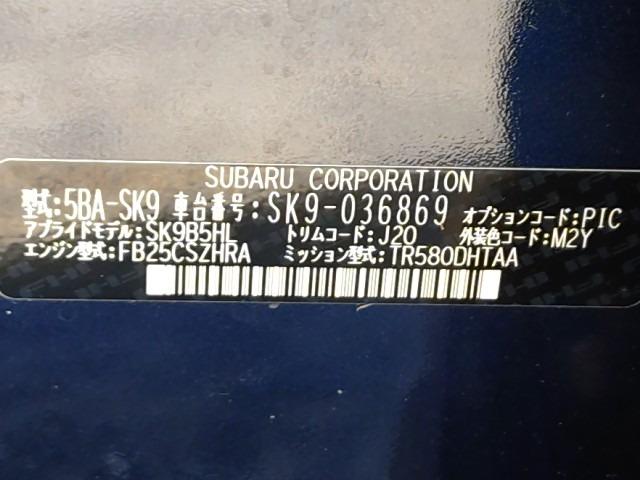 SUBARU CORPORATION
型式:5BA-SK9 車台番号:SK9-036869 オプションコード:PIC
アプライドモデル:SK9B5HL トリムコード:J20 外装色コード:M2Y
エンジン型式:FB25CSZHRA ミッション型式:TR580DHTAA